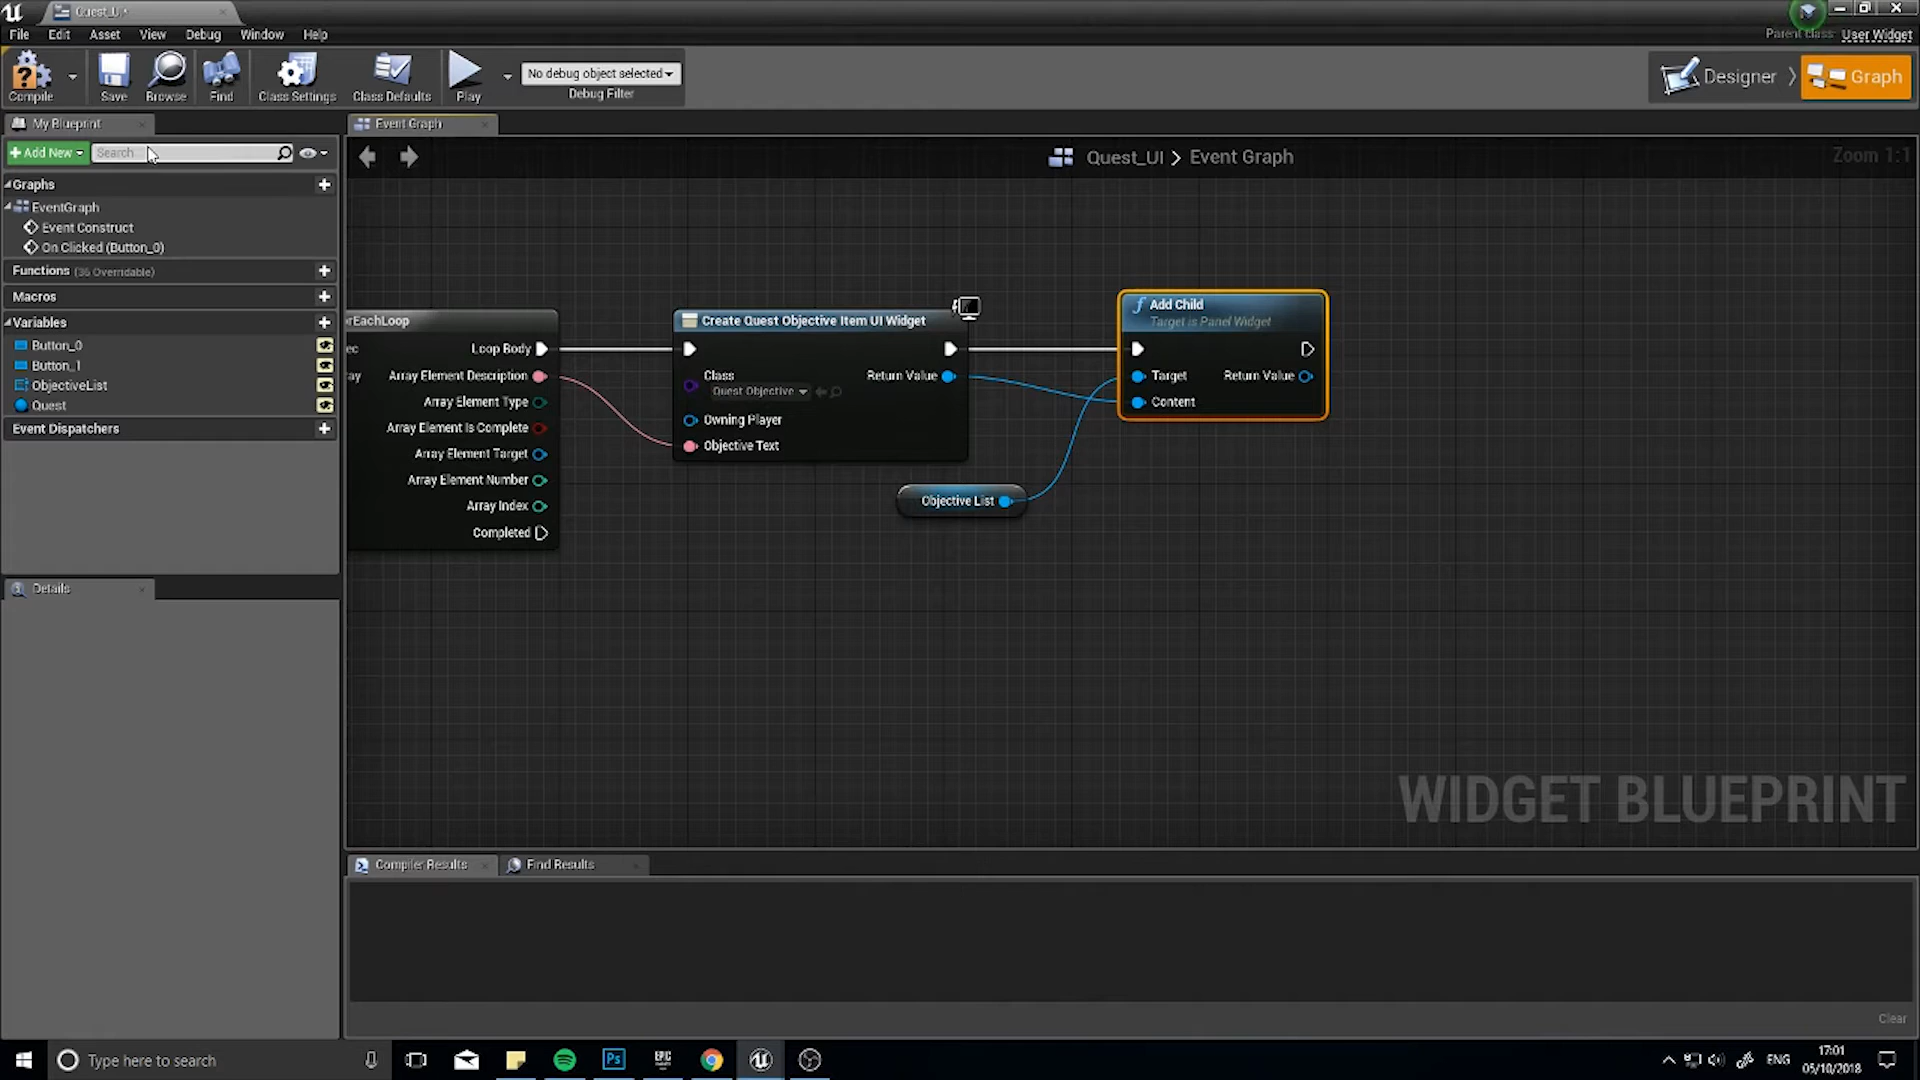 Quest_UI*
File Edit Asset View Debug Window Help
Parent class: User Widget
Compile Save Browse Find Class Settings Class Defaults Play
No debug object selected
Debug Filter
Designer Graph
My Blueprint
Event Graph
Add New Search
Quest_UI > Event Graph
Zoom 1:1
Graphs
EventGraph
Event Construct
On Clicked (Button_0)
Functions (36 Overridable)
Macros
Variables
Button_0
Button_1
ObjectiveList
Quest
Event Dispatchers
Details
rEachLoop
ec Loop Body
ay Array Element Description
Array Element Type
Array Element Is Complete
Array Element Target
Array Element Number
Array Index
Completed
Create Quest Objective Item UI Widget
Class Return Value
Quest Objective
Owning Player
Objective Text
Objective List
Add Child
Target is Panel Widget
Target Return Value
Content
WIDGET BLUEPRINT
Compiler Results Find Results
Clear
Type here to search
Ps
EPIC
ENG
17:01
05/10/2018